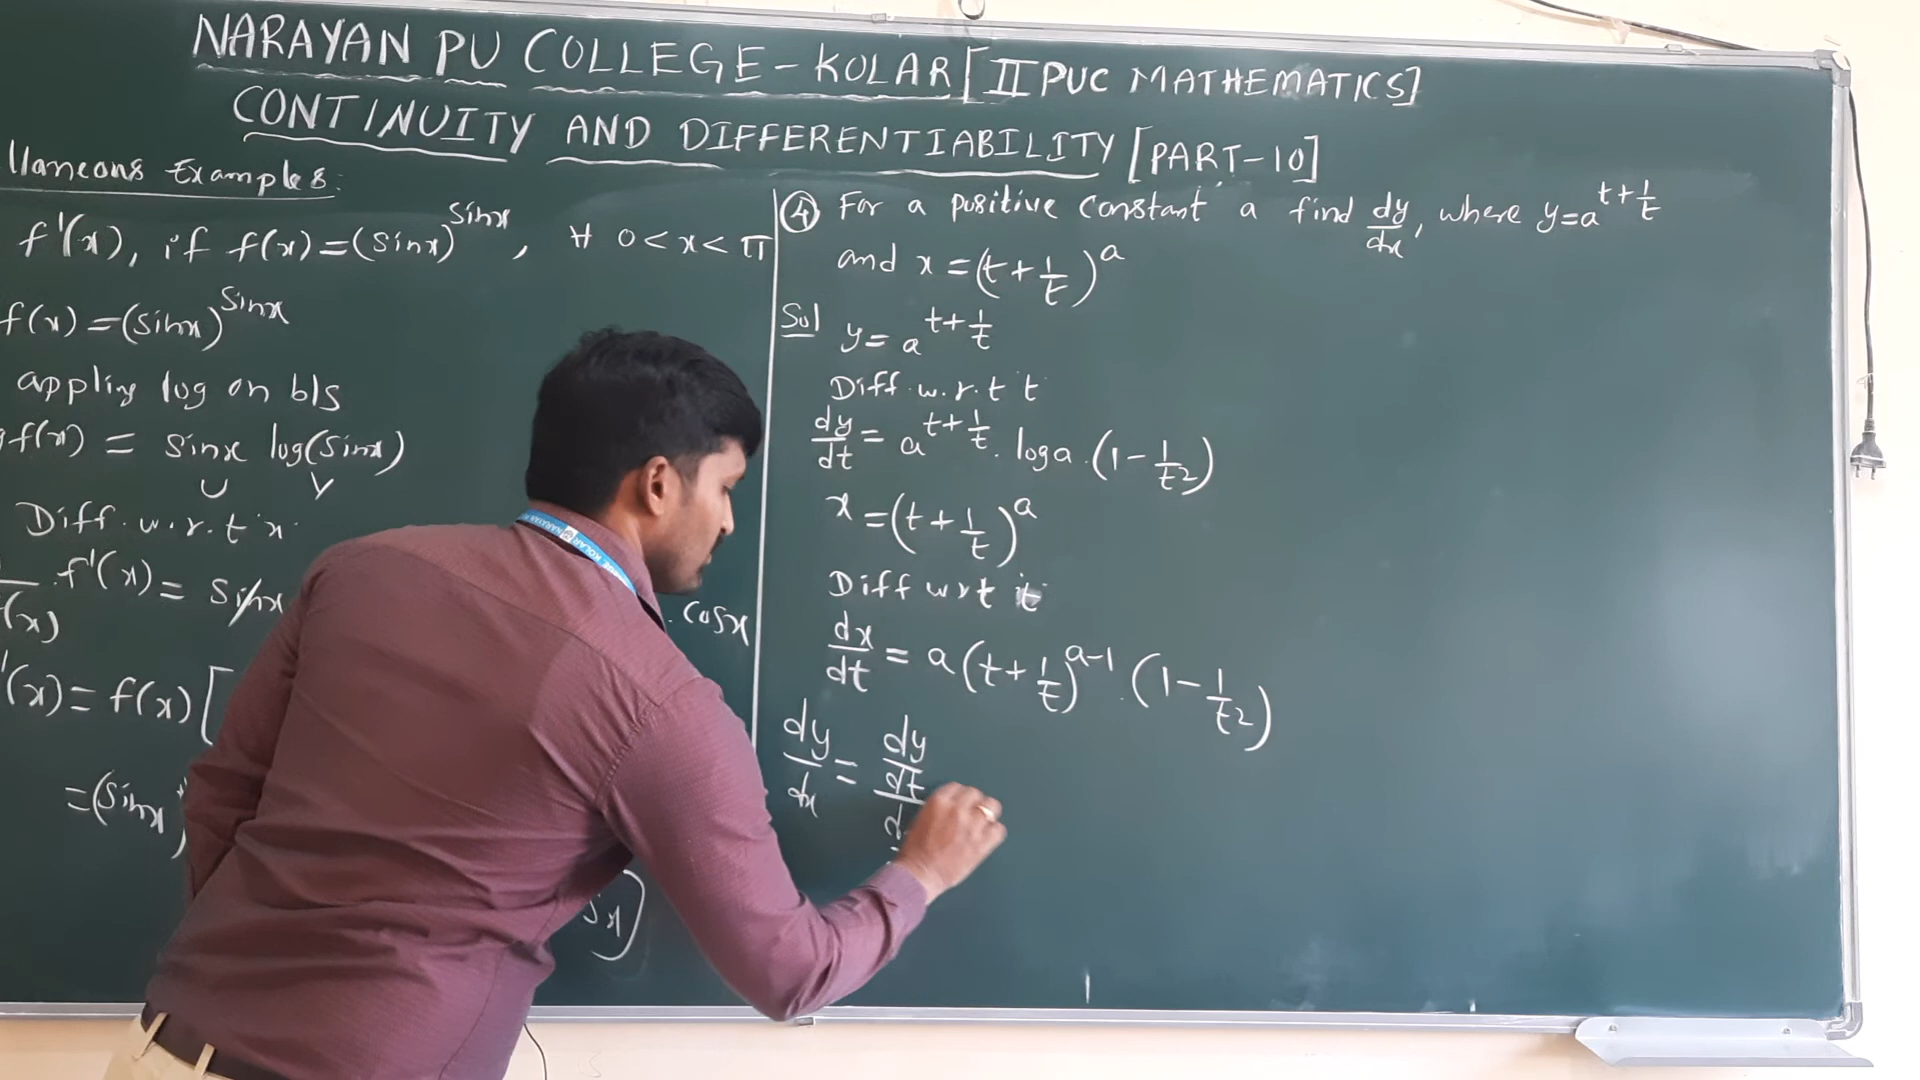 NARAYAN PU COLLEGE - KOLAR [II PUC MATHEMATICS]
CONTINUITY AND DIFFERENTIABILITY [PART-10]
llaneous Examples:
f'(x), if f(x) = (sinx)^sinx, ∀ 0 < x < π
f(x) = (sinx)^sinx
applying log on b/s
f(x) = sinx log(sinx)
U V
Diff. w.r.t 'x'
f'(x) = sinx . cosx
(x)
'(x) = f(x) [
= (sinx)
④ For a positive constant a find dy/dx, where y = a^(t+1/t)
and x = (t + 1/t)^a
Sol y = a^(t+1/t)
Diff. w.r.t 't'
dy/dt = a^(t+1/t) . log a . (1 - 1/t2)
x = (t + 1/t)^a
Diff w r t 't'
dx/dt = a (t + 1/t)^(a-1) . (1 - 1/t2)
dy/dx = dy/dt